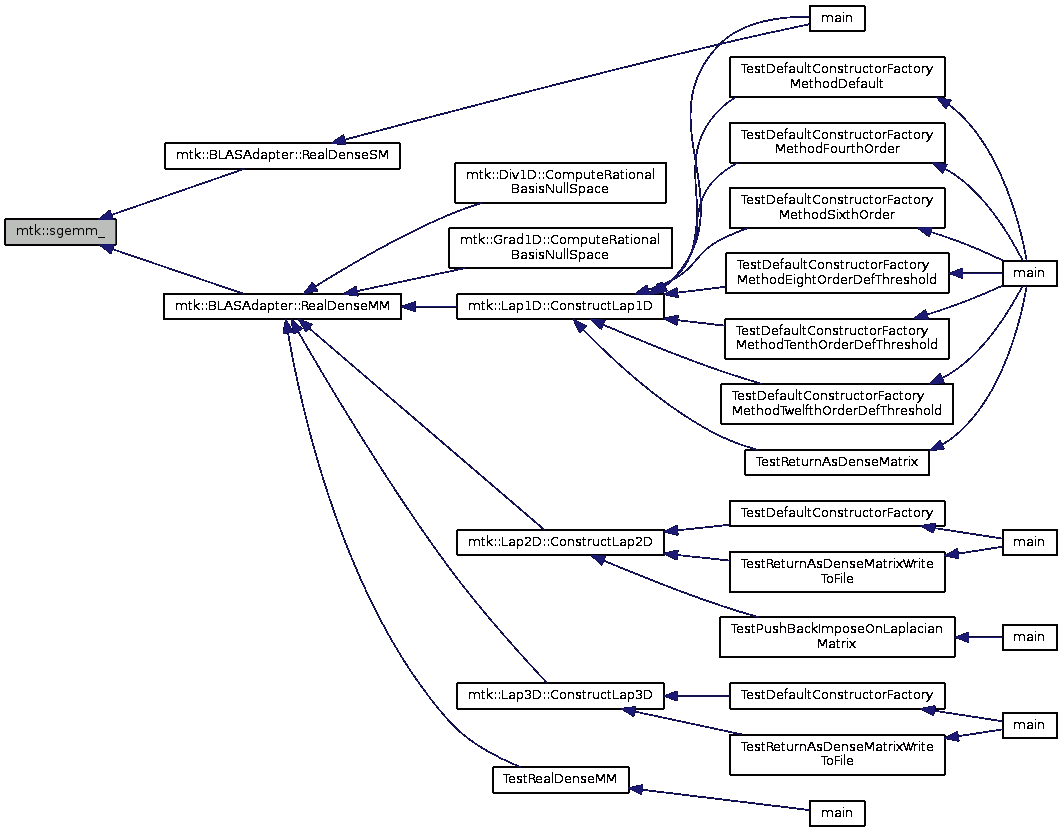 main
TestDefaultConstructorFactory
MethodDefault
TestDefaultConstructorFactory
MethodFourthOrder
mtk::BLASAdapter::RealDenseSM
mtk::Div1D::ComputeRational
BasisNullSpace
TestDefaultConstructorFactory
MethodSixthOrder
mtk::sgemm_
mtk::Grad1D::ComputeRational
BasisNullSpace
TestDefaultConstructorFactory
MethodEightOrderDefThreshold
main
mtk::BLASAdapter::RealDenseMM
mtk::Lap1D::ConstructLap1D
TestDefaultConstructorFactory
MethodTenthOrderDefThreshold
TestDefaultConstructorFactory
MethodTwelfthOrderDefThreshold
TestReturnAsDenseMatrix
TestDefaultConstructorFactory
mtk::Lap2D::ConstructLap2D
main
TestReturnAsDenseMatrixWrite
ToFile
TestPushBackImposeOnLaplacian
Matrix
main
mtk::Lap3D::ConstructLap3D
TestDefaultConstructorFactory
main
TestReturnAsDenseMatrixWrite
ToFile
TestRealDenseMM
main